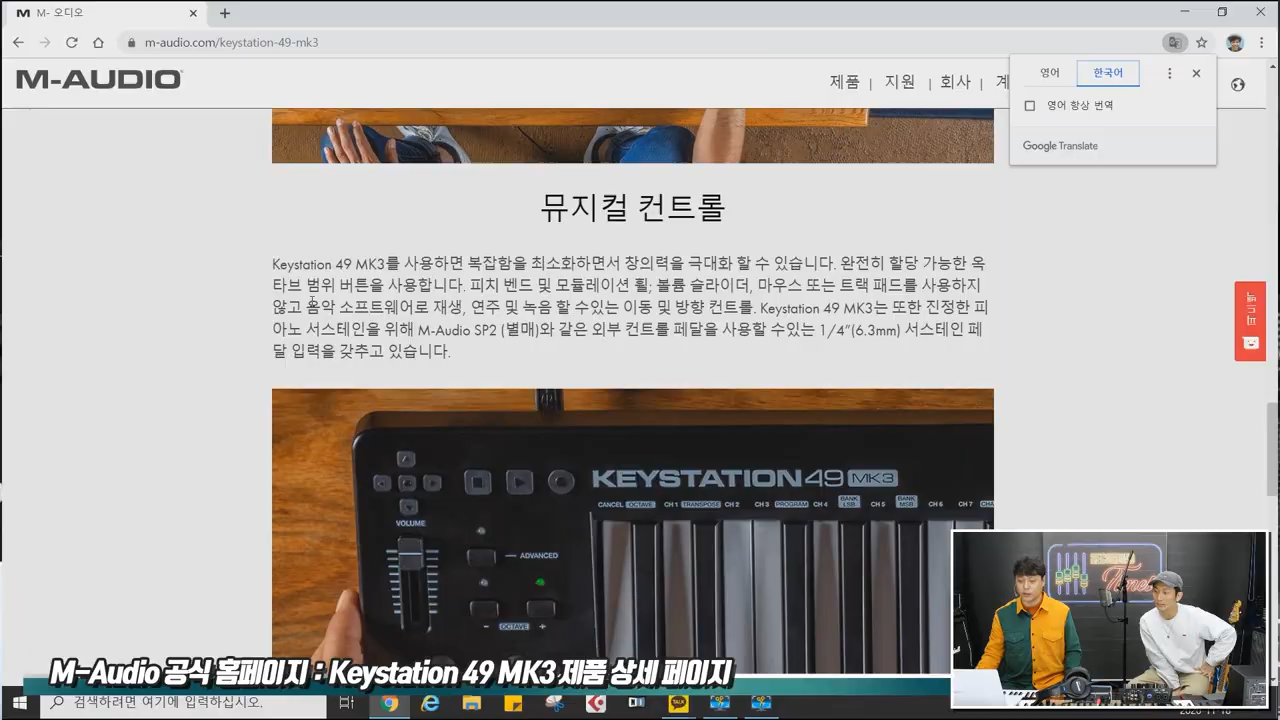 M- 오디오
m-audio.com/keystation-49-mk3
M-AUDIO
제품 | 지원 | 회사 |
영어 한국어
영어 항상 번역
Google Translate
뮤지컬 컨트롤
Keystation 49 MK3를 사용하면 복잡함을 최소화하면서 창의력을 극대화 할 수 있습니다. 완전히 할당 가능한 옥
타브 범위 버튼을 사용합니다. 피치 벤드 및 모듈레이션 휠; 볼륨 슬라이더, 마우스 또는 트랙 패드를 사용하지
않고 음악 소프트웨어로 재생, 연주 및 녹음 할 수있는 이동 및 방향 컨트롤. Keystation 49 MK3는 또한 진정한 피
아노 서스테인을 위해 M-Audio SP2 (별매)와 같은 외부 컨트롤 페달을 사용할 수있는 1/4"(6.3mm) 서스테인 페
달 입력을 갖추고 있습니다.
KEYSTATION 49 MK3
CANCEL OCTAVE CH 1 TRANSPOSE CH 2 CH 3 PROGRAM CH 4 BANK LSB CH 5 BANK MSB CH 6 CH 7
VOLUME
ADVANCED
- OCTAVE +
Times
M-Audio 공식 홈페이지 : Keystation 49 MK3 제품 상세 페이지
검색하려면 여기에 입력하십시오.
TALK